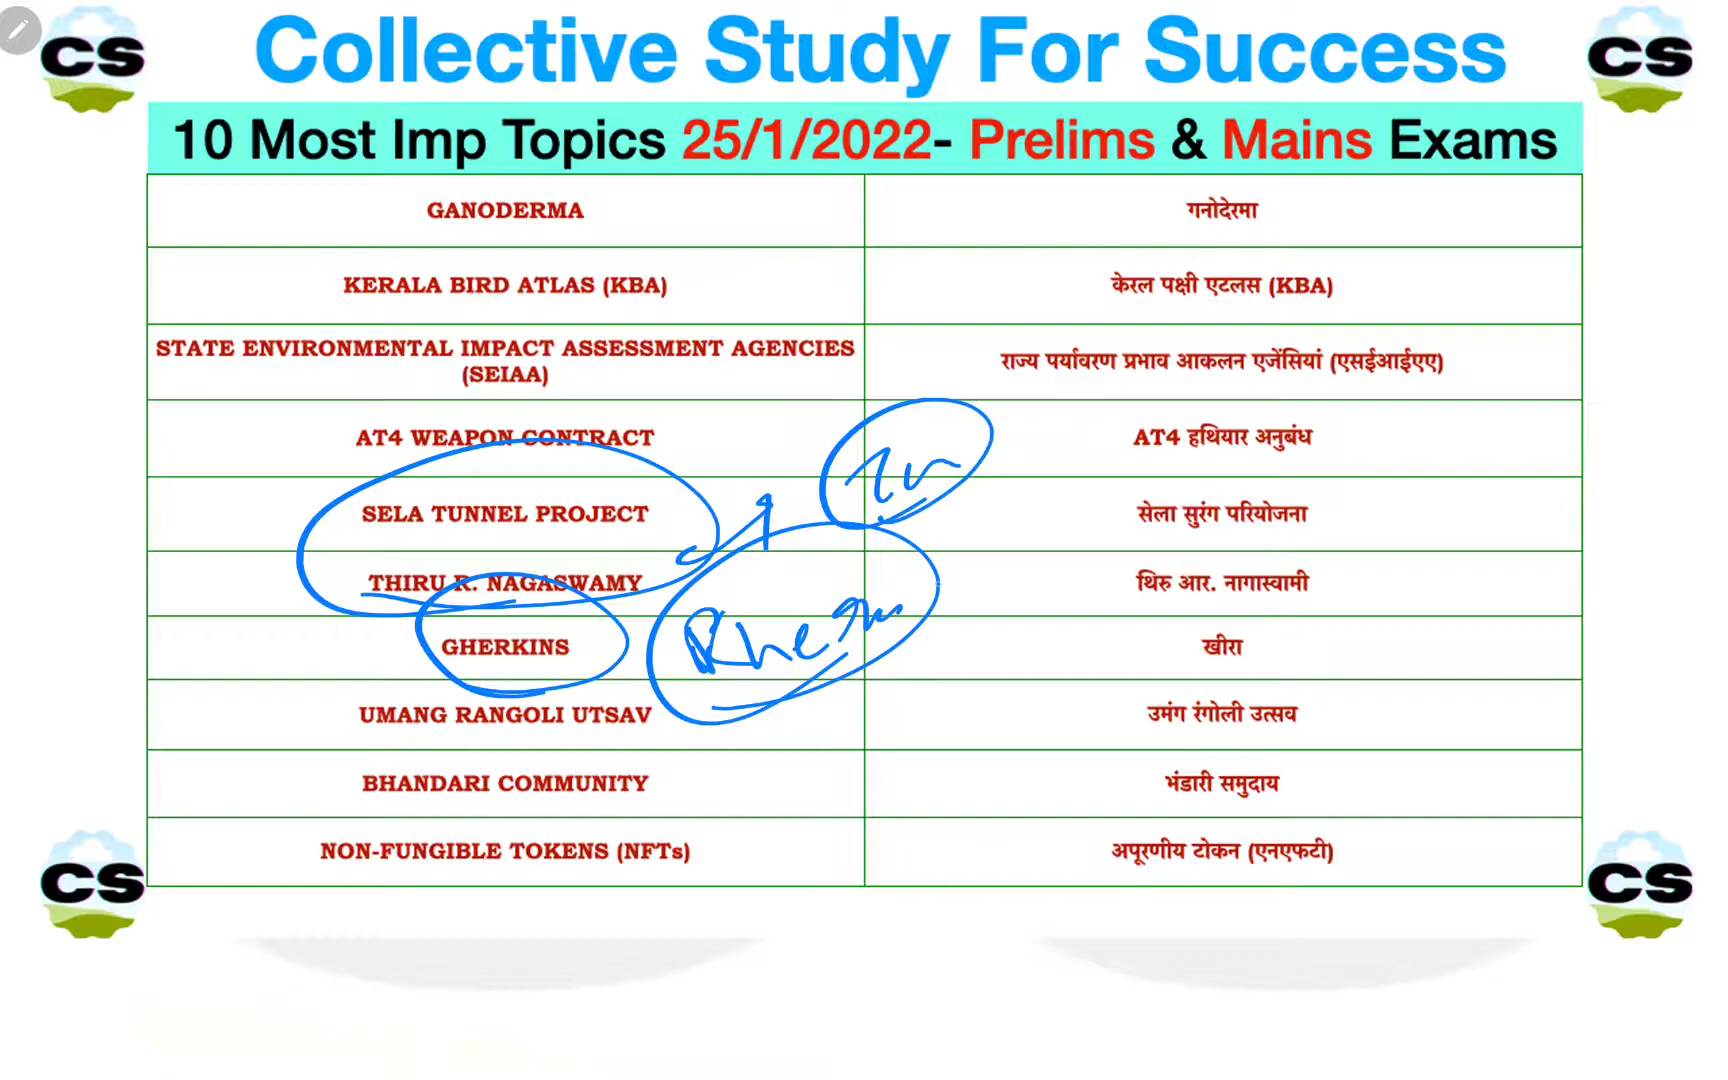 CS Collective Study For Success CS
10 Most Imp Topics 25/1/2022- Prelims & Mains Exams
GANODERMA
गनोदेरमा
KERALA BIRD ATLAS (KBA)
केरल पक्षी एटलस (KBA)
STATE ENVIRONMENTAL IMPACT ASSESSMENT AGENCIES
(SEIAA)
राज्य पर्यावरण प्रभाव आकलन एजेंसियां (एसईआईएए)
AT4 WEAPON CONTRACT
AT4 हथियार अनुबंध
SELA TUNNEL PROJECT
सेला सुरंग परियोजना
THIRU R. NAGASWAMY
थिरु आर. नागास्वामी
GHERKINS
खीरा
UMANG RANGOLI UTSAV
उमंग रंगोली उत्सव
BHANDARI COMMUNITY
भंडारी समुदाय
NON-FUNGIBLE TOKENS (NFTs)
अपूरणीय टोकन (एनएफटी)
CS CS